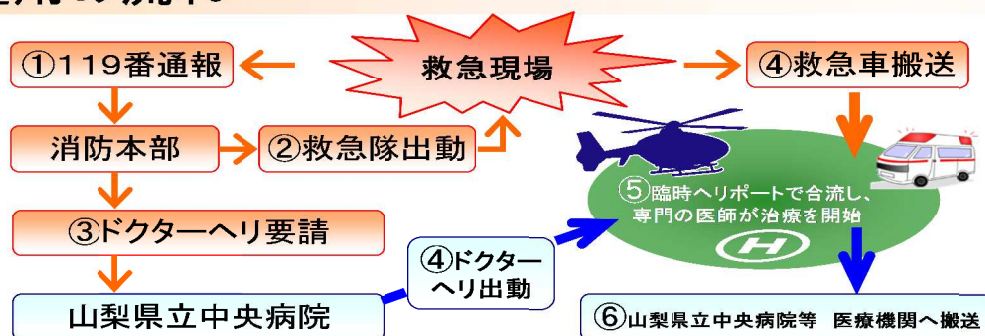 ①119番通報
救急現場
④救急車搬送
消防本部
②救急隊出動
③ドクターヘリ要請
⑤臨時ヘリポートで合流し、
専門の医師が治療を開始
H
④ドクター
ヘリ出動
山梨県立中央病院
⑥山梨県立中央病院等 医療機関へ搬送